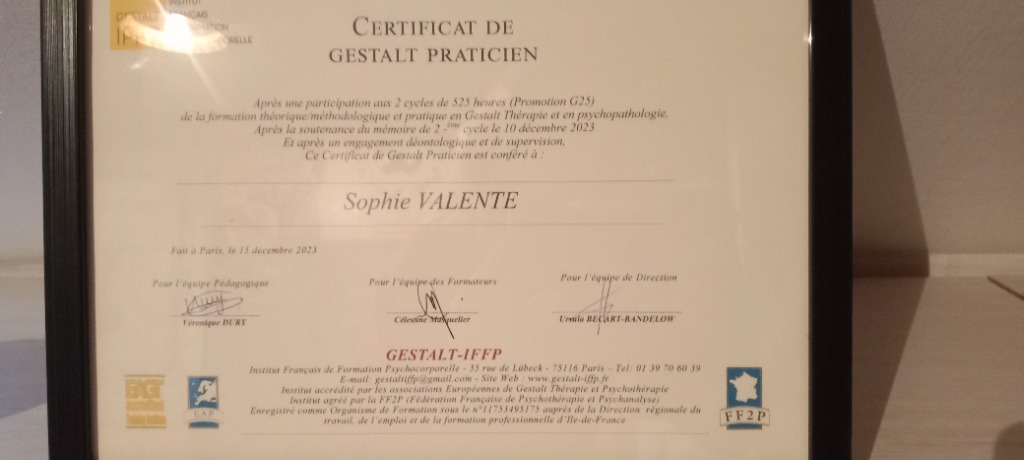 INSTITUT
GESTALT FRANÇAIS
CERTIFICAT DE
GESTALT PRATICIEN
Après une participation aux 2 cycles de 525 heures (Promotion G25)
de la formation théorique/méthodologique et pratique en Gestalt Thérapie et en psychopathologie,
Après la soutenance du mémoire de 2 -ème cycle le 10 décembre 2023
Et après un engagement déontologique et de supervision,
Ce Certificat de Gestalt Praticien est conféré à :
Sophie VALENTE
Fait à Paris, le 15 décembre 2023
Pour l'équipe Pédagogique
Pour l'équipe des Formateurs
Pour l'équipe de Direction
Véronique DURY
Célestine Masquelier
Ursula BECART-BANDELOW
GESTALT-IFFP
Institut Français de Formation Psychocorporelle - 35 rue de Lübeck - 75116 Paris - Tel: 01 39 70 60 39
E-mail: gestaltiffp@gmail.com - Site Web : www.gestalt-iffp.fr
Institut accrédité par les associations Européennes de Gestalt Thérapie et Psychothérapie
Institut agréé par la FF2P (Fédération Française de Psychothérapie et Psychanalyse)
Enregistré comme Organisme de Formation sous le n°11753495175 auprès de la Direction régionale du
travail, de l'emploi et de la formation professionnelle d'Ile-de-France
EAGT
EAP
FF2P